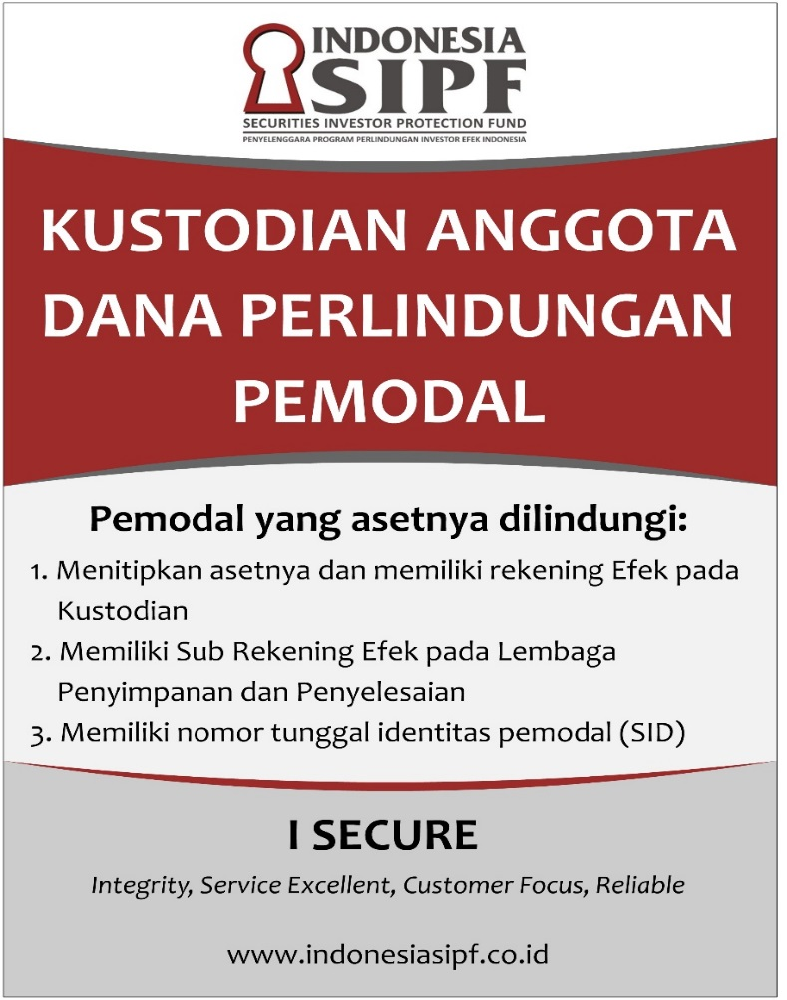 INDONESIA
SIPF
SECURITIES INVESTOR PROTECTION FUND
PENYELENGGARA PROGRAM PERLINDUNGAN INVESTOR EFEK INDONESIA
KUSTODIAN ANGGOTA
DANA PERLINDUNGAN
PEMODAL
Pemodal yang asetnya dilindungi:
1. Menitipkan asetnya dan memiliki rekening Efek pada
Kustodian
2. Memiliki Sub Rekening Efek pada Lembaga
Penyimpanan dan Penyelesaian
3. Memiliki nomor tunggal identitas pemodal (SID)
I SECURE
Integrity, Service Excellent, Customer Focus, Reliable
www.indonesiasipf.co.id